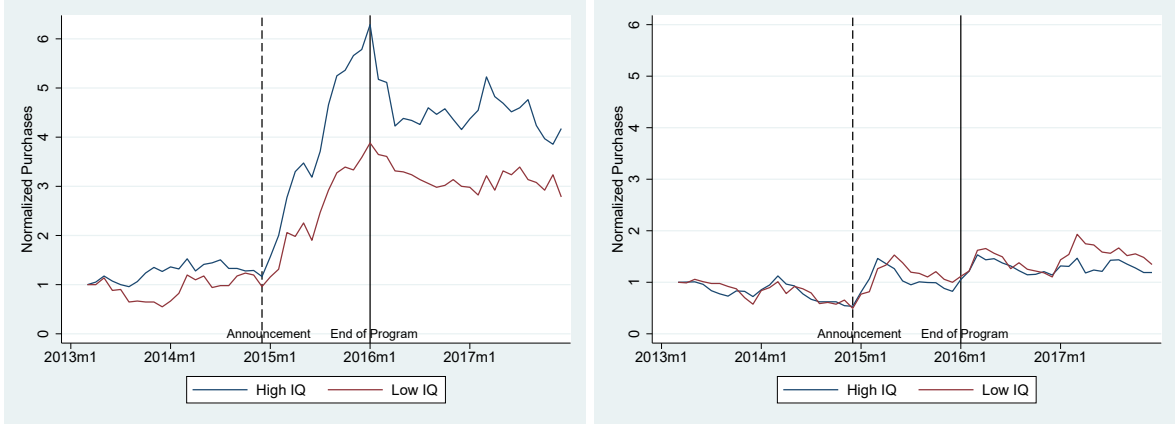 Normalized Purchases
6
5
4
3
2
1
0
Announcement End of Program
2013m1 2014m1 2015m1 2016m1 2017m1
High IQ Low IQ
Normalized Purchases
6
5
4
3
2
1
0
Announcement End of Program
2013m1 2014m1 2015m1 2016m1 2017m1
High IQ Low IQ